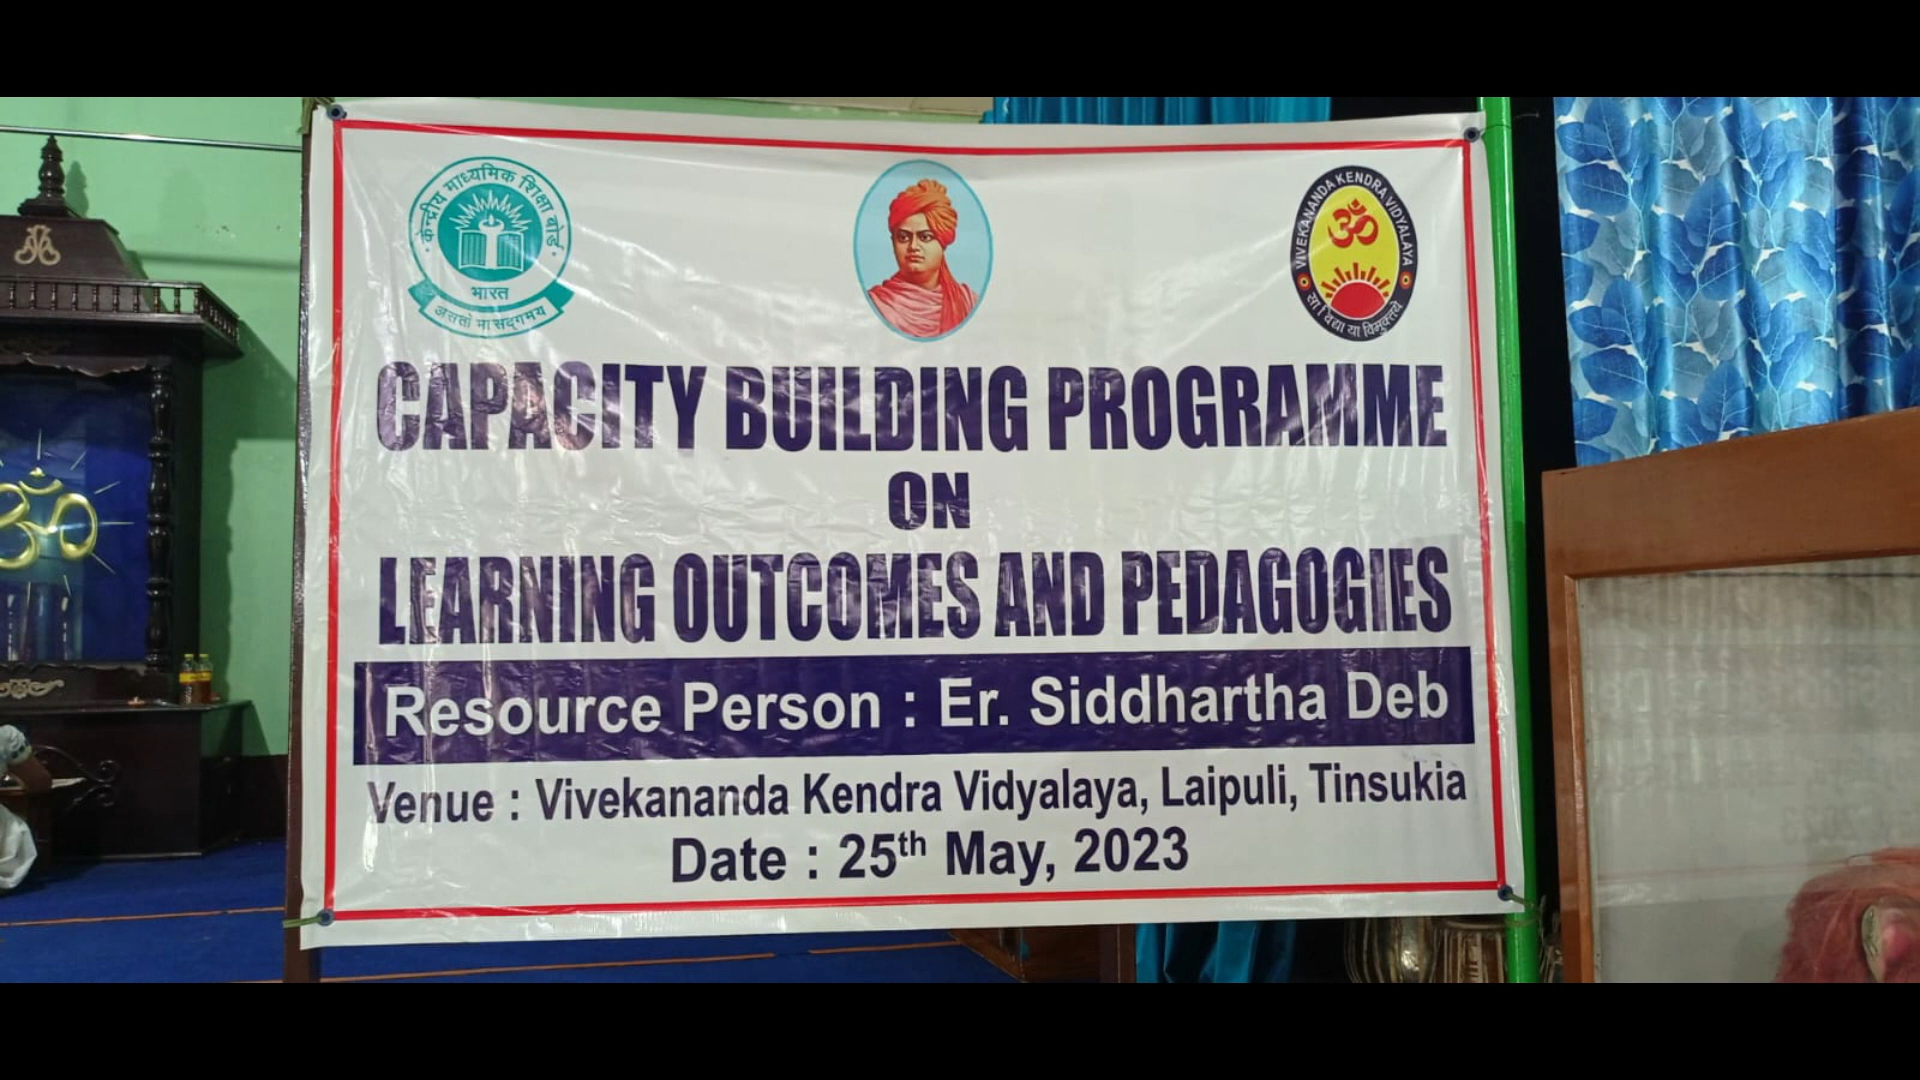 केन्द्रीय माध्यमिक शिक्षा बोर्ड
भारत
असतो मा सद्गमय
VIVEKANANDA KENDRA VIDYALAYA
सा विद्या या विमुक्तये
CAPACITY BUILDING PROGRAMME
ON
LEARNING OUTCOMES AND PEDAGOGIES
Resource Person : Er. Siddhartha Deb
Venue : Vivekananda Kendra Vidyalaya, Laipuli, Tinsukia
Date : 25th May, 2023
ॐ